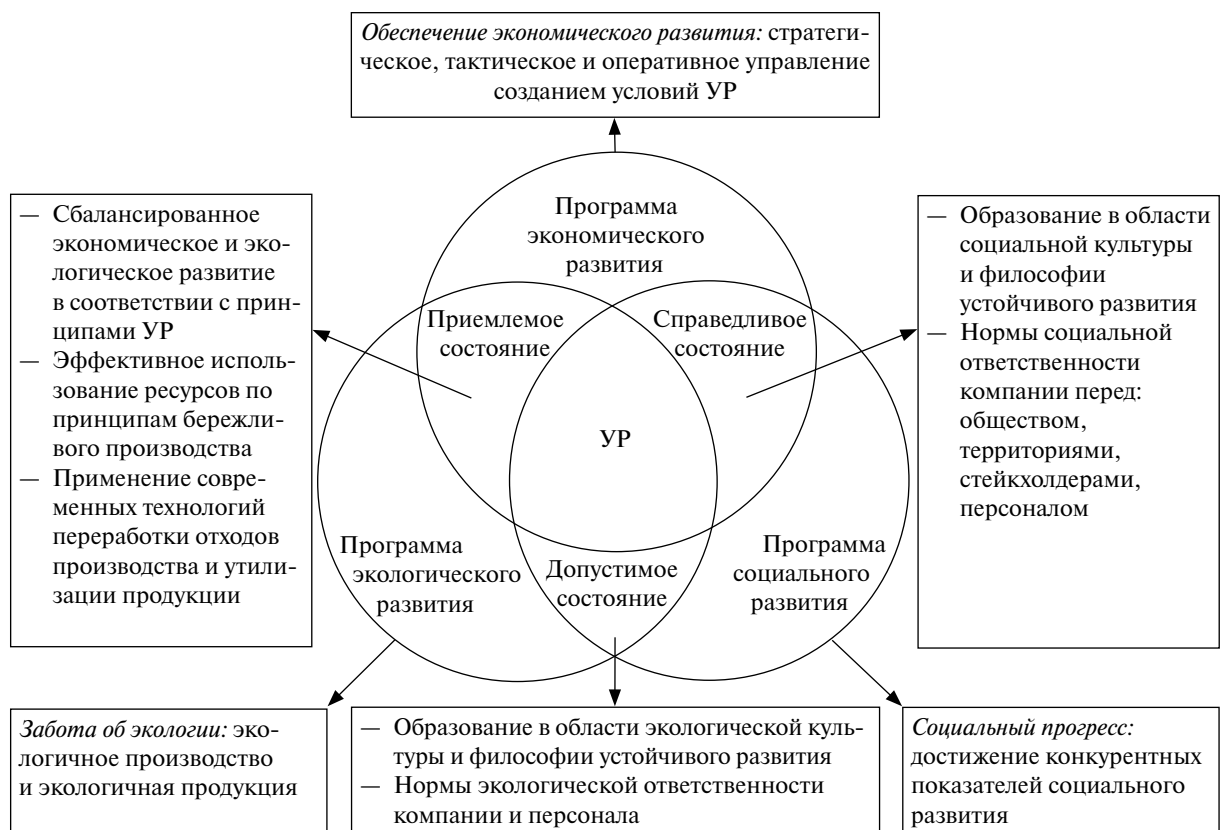 Обеспечение экономического развития: стратеги-
ческое, тактическое и оперативное управление
созданием условий УР
— Сбалансированное
экономическое и эко-
логическое развитие
в соответствии с прин-
ципами УР
— Эффективное исполь-
зование ресурсов по
принципам бережли-
вого производства
— Применение совре-
менных технологий
переработки отходов
производства и утили-
зации продукции
Программа
экономического
развития
Приемлемое
состояние
Справедливое
состояние
УР
Программа
экологического
развития
Допустимое
состояние
Программа
социального
развития
— Образование в области
социальной культуры
и философии
устойчивого развития
— Нормы социальной
ответственности
компании перед:
обществом,
территориями,
стейкхолдерами,
персоналом
Забота об экологии: эко-
логичное производство
и экологичная продукция
— Образование в области экологической куль-
туры и философии устойчивого развития
— Нормы экологической ответственности
компании и персонала
Социальный прогресс:
достижение конкурентных
показателей социального
развития